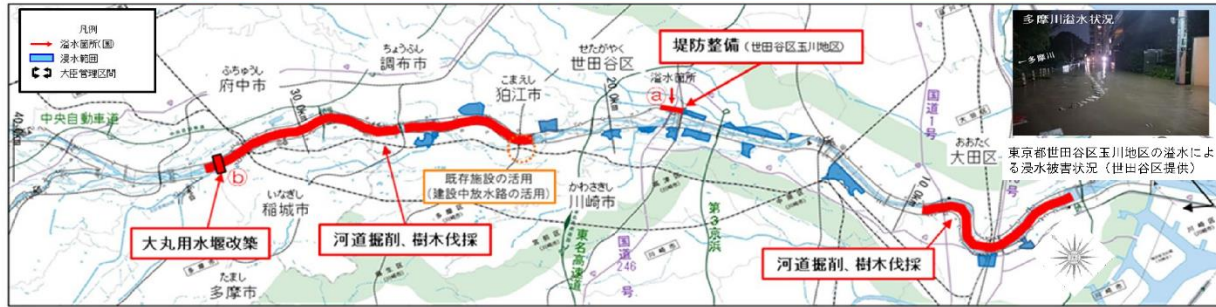 凡例
溢水箇所(国)
浸水範囲
大臣管理区間
中央自動車道
ふちゅうし
府中市
30.0km
ちょうふし
調布市
こまえし
狛江市
せたがやく
世田谷区
20.0km
溢水箇所
ⓐ
堤防整備 (世田谷区玉川地区)
国道1号
おおたく
大田区
10.0km
多摩川溢水状況
←多摩川
東京都世田谷区玉川地区の溢水によ
る浸水被害状況(世田谷区提供)
ⓑ
いなぎし
稲城市
大丸用水堰改築
たまし
多摩市
河道掘削、樹木伐採
既存施設の活用
(建設中放水路の活用)
かわさきし
川崎市
東名高速道
国道246号
第3京浜
河道掘削、樹木伐採